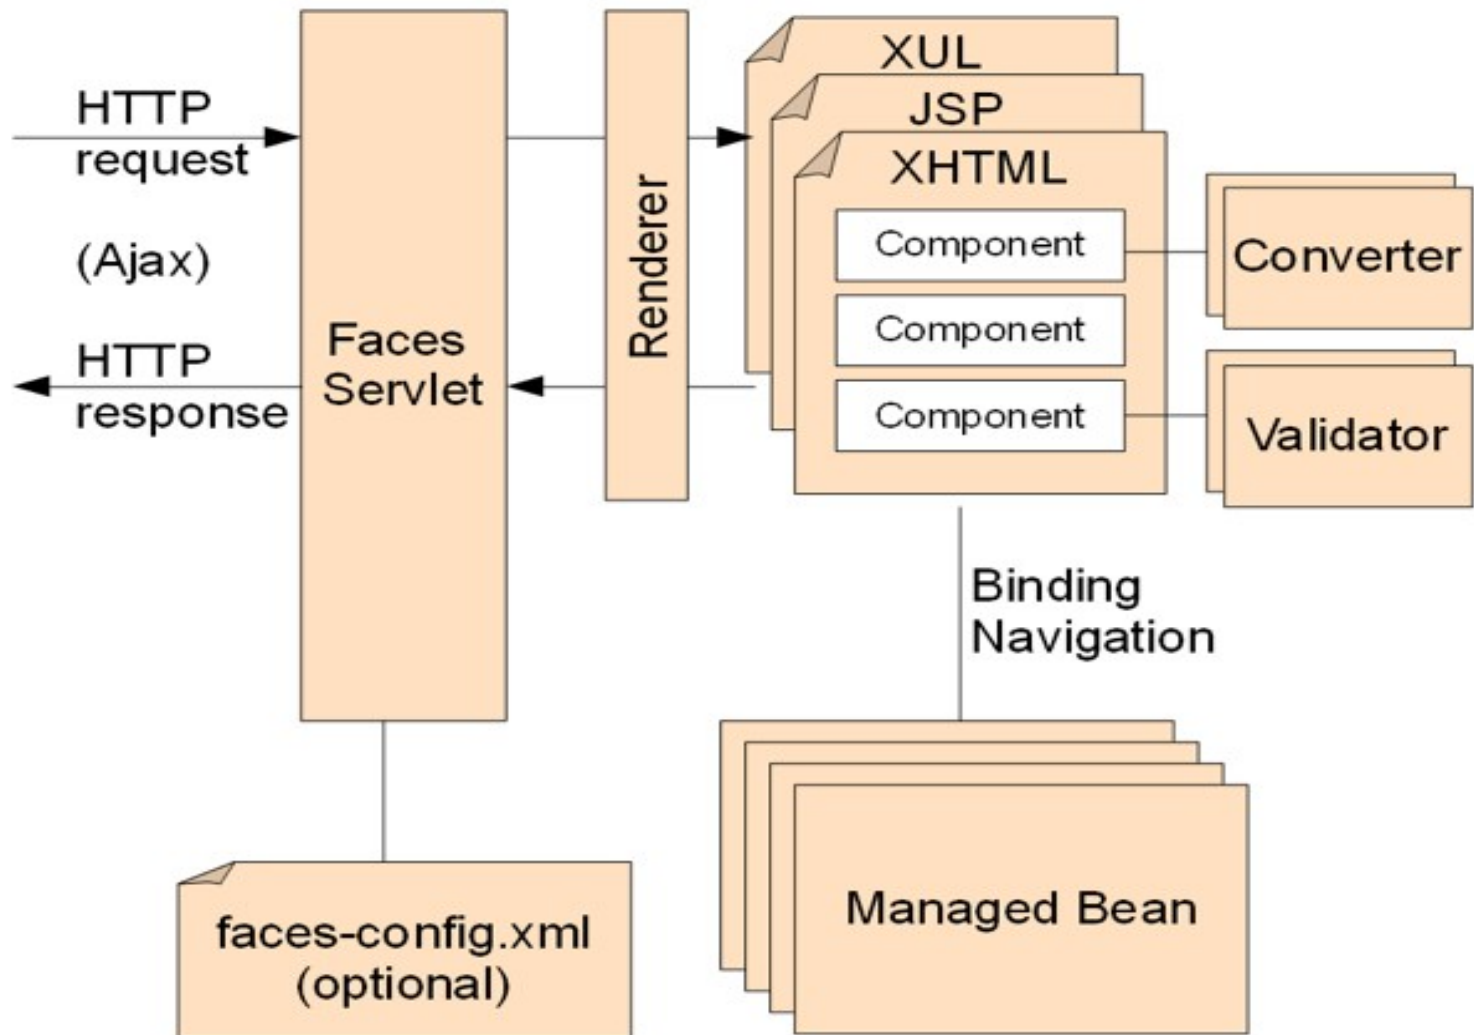 HTTP
request
(Ajax)
HTTP
response
Faces
Servlet
Renderer
XUL
JSP
XHTML
Component
Component
Component
Converter
Validator
Binding
Navigation
faces-config.xml
(optional)
Managed Bean